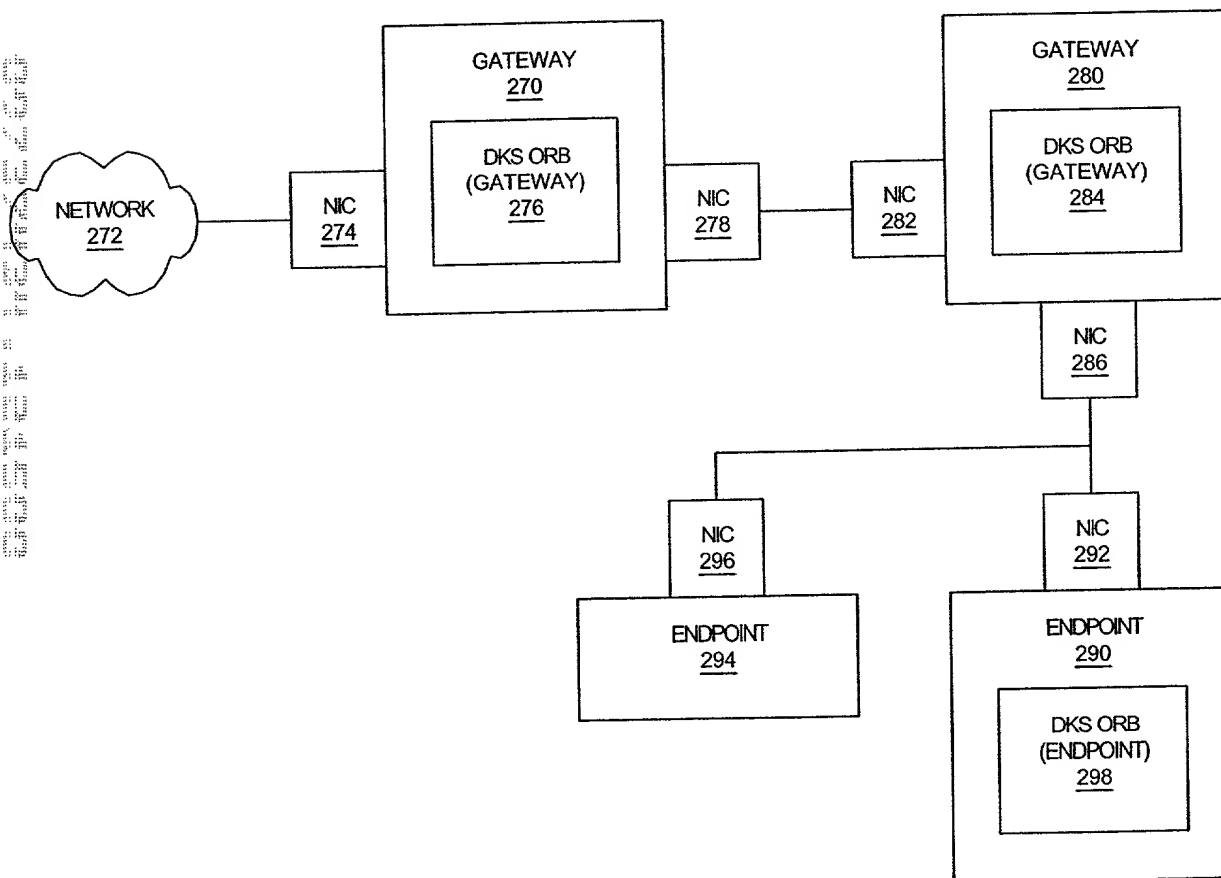 NETWORK
272
NIC
274
GATEWAY
270
DKS ORB
(GATEWAY)
276
NIC
278
NIC
282
GATEWAY
280
DKS ORB
(GATEWAY)
284
NIC
286
NIC
296
ENDPOINT
294
NIC
292
ENDPOINT
290
DKS ORB
(ENDPOINT)
298